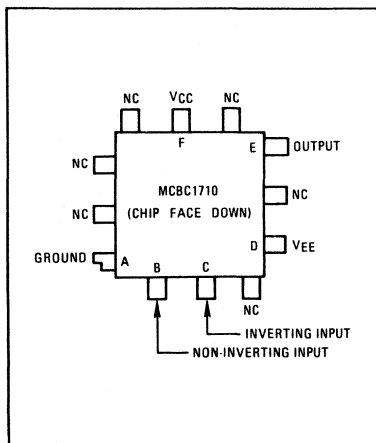 NC VCC NC
F
E OUTPUT
NC
MCBC1710
NC
(CHIP FACE DOWN)
NC
GROUND A
D VEE
B C
NC
INVERTING INPUT
NON-INVERTING INPUT